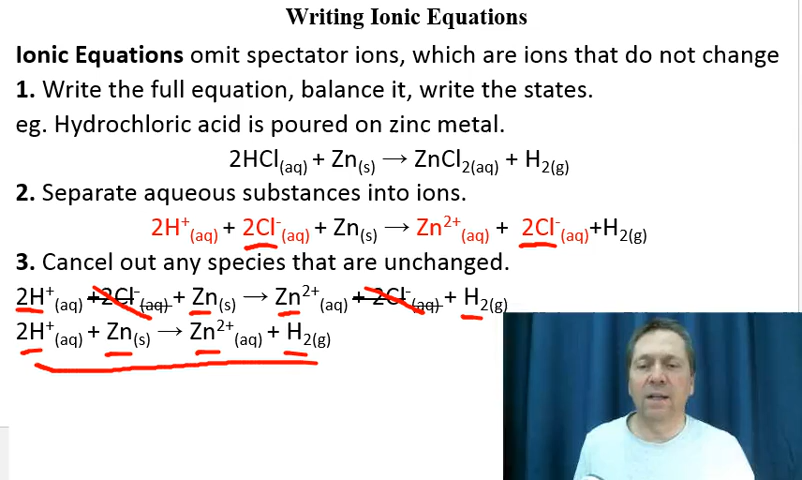 Writing Ionic Equations
Ionic Equations omit spectator ions, which are ions that do not change
1. Write the full equation, balance it, write the states.
eg. Hydrochloric acid is poured on zinc metal.
2HCl(aq) + Zn(s) → ZnCl2(aq) + H2(g)
2. Separate aqueous substances into ions.
2H⁺(aq) + 2Cl⁻(aq) + Zn(s) → Zn²⁺(aq) + 2Cl⁻(aq)+H2(g)
3. Cancel out any species that are unchanged.
2H⁺(aq) +2Cl⁻(aq) + Zn(s) → Zn²⁺(aq) + 2Cl⁻(aq) + H2(g)
2H⁺(aq) + Zn(s) → Zn²⁺(aq) + H2(g)